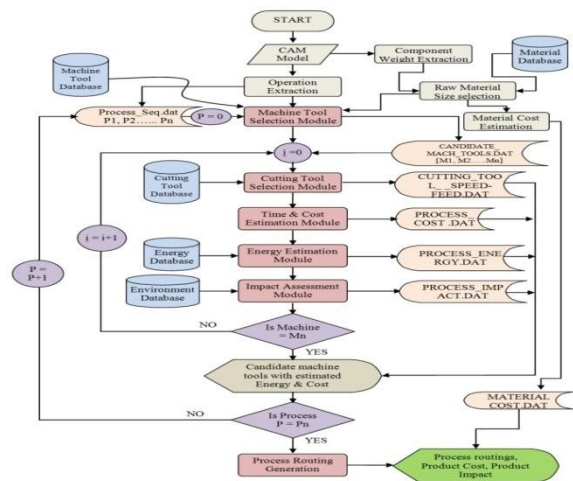 START
CAM
Model
Component
Weight Extraction
Material
Database
Machine
Tool
Database
Operation
Extraction
Raw Material
Size selection
Process_Seq.dat
P1, P2….. Pn
P = 0
Machine Tool
Selection Module
Material Cost
Estimation
i=0
CANDIDATE_
MACH_TOOLS.DAT
[M1, M2…..Mn]
Cutting Tool
Database
Cutting Tool
Selection Module
CUTTING_TOO
L_ _SPEED-
FEED.DAT
i = i+1
Time & Cost
Estimation Module
PROCESS_
COST .DAT
P =
P+1
Energy
Database
Energy Estimation
Module
PROCESS_ENE
RGY.DAT
Environment
Database
Impact Assessment
Module
PROCESS_IMP
ACT.DAT
NO
Is Machine
= Mn
YES
Candidate machine
tools with estimated
Energy & Cost
NO
Is Process
P = Pn
MATERIAL
COST.DAT
YES
Process Routing
Generation
Process routings,
Product Cost, Product
Impact